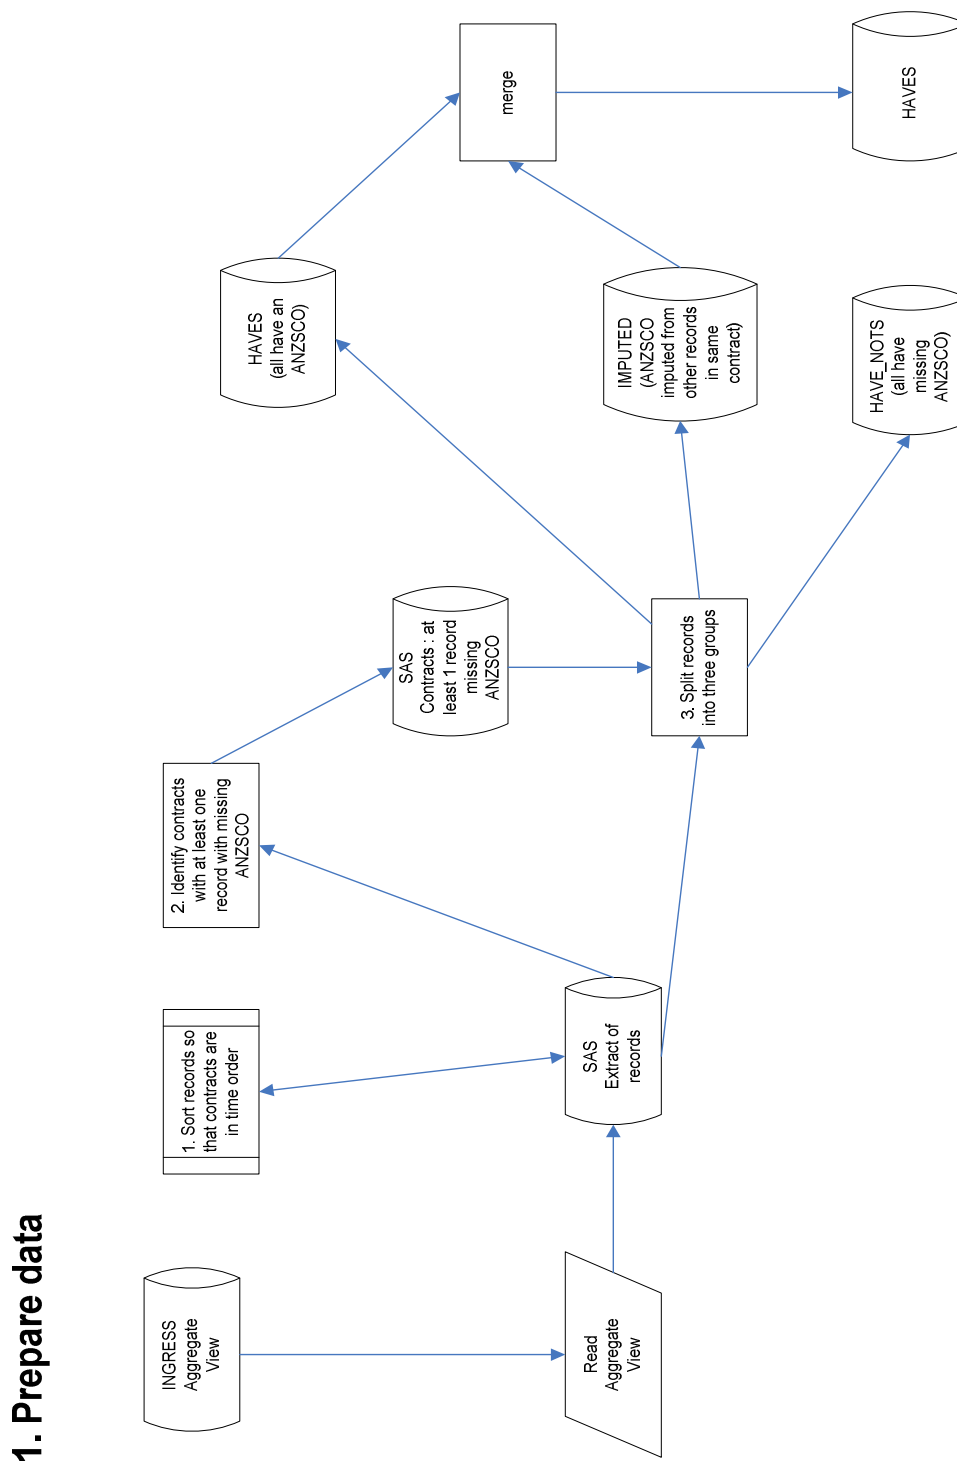 1. Prepare data
INGRESS
Aggregate
View
Read
Aggregate
View
1. Sort records so
that contracts are
in time order
SAS
Extract of
records
2. Identify contracts
with at least one
record with missing
ANZSCO
SAS
Contracts : at
least 1 record
missing
ANZSCO
3. Split records
into three groups
HAVES
(all have an
ANZSCO)
IMPUTED
(ANZSCO
imputed from
other records
in same
contract)
HAVE_NOTS
(all have
missing
ANZSCO)
merge
HAVES